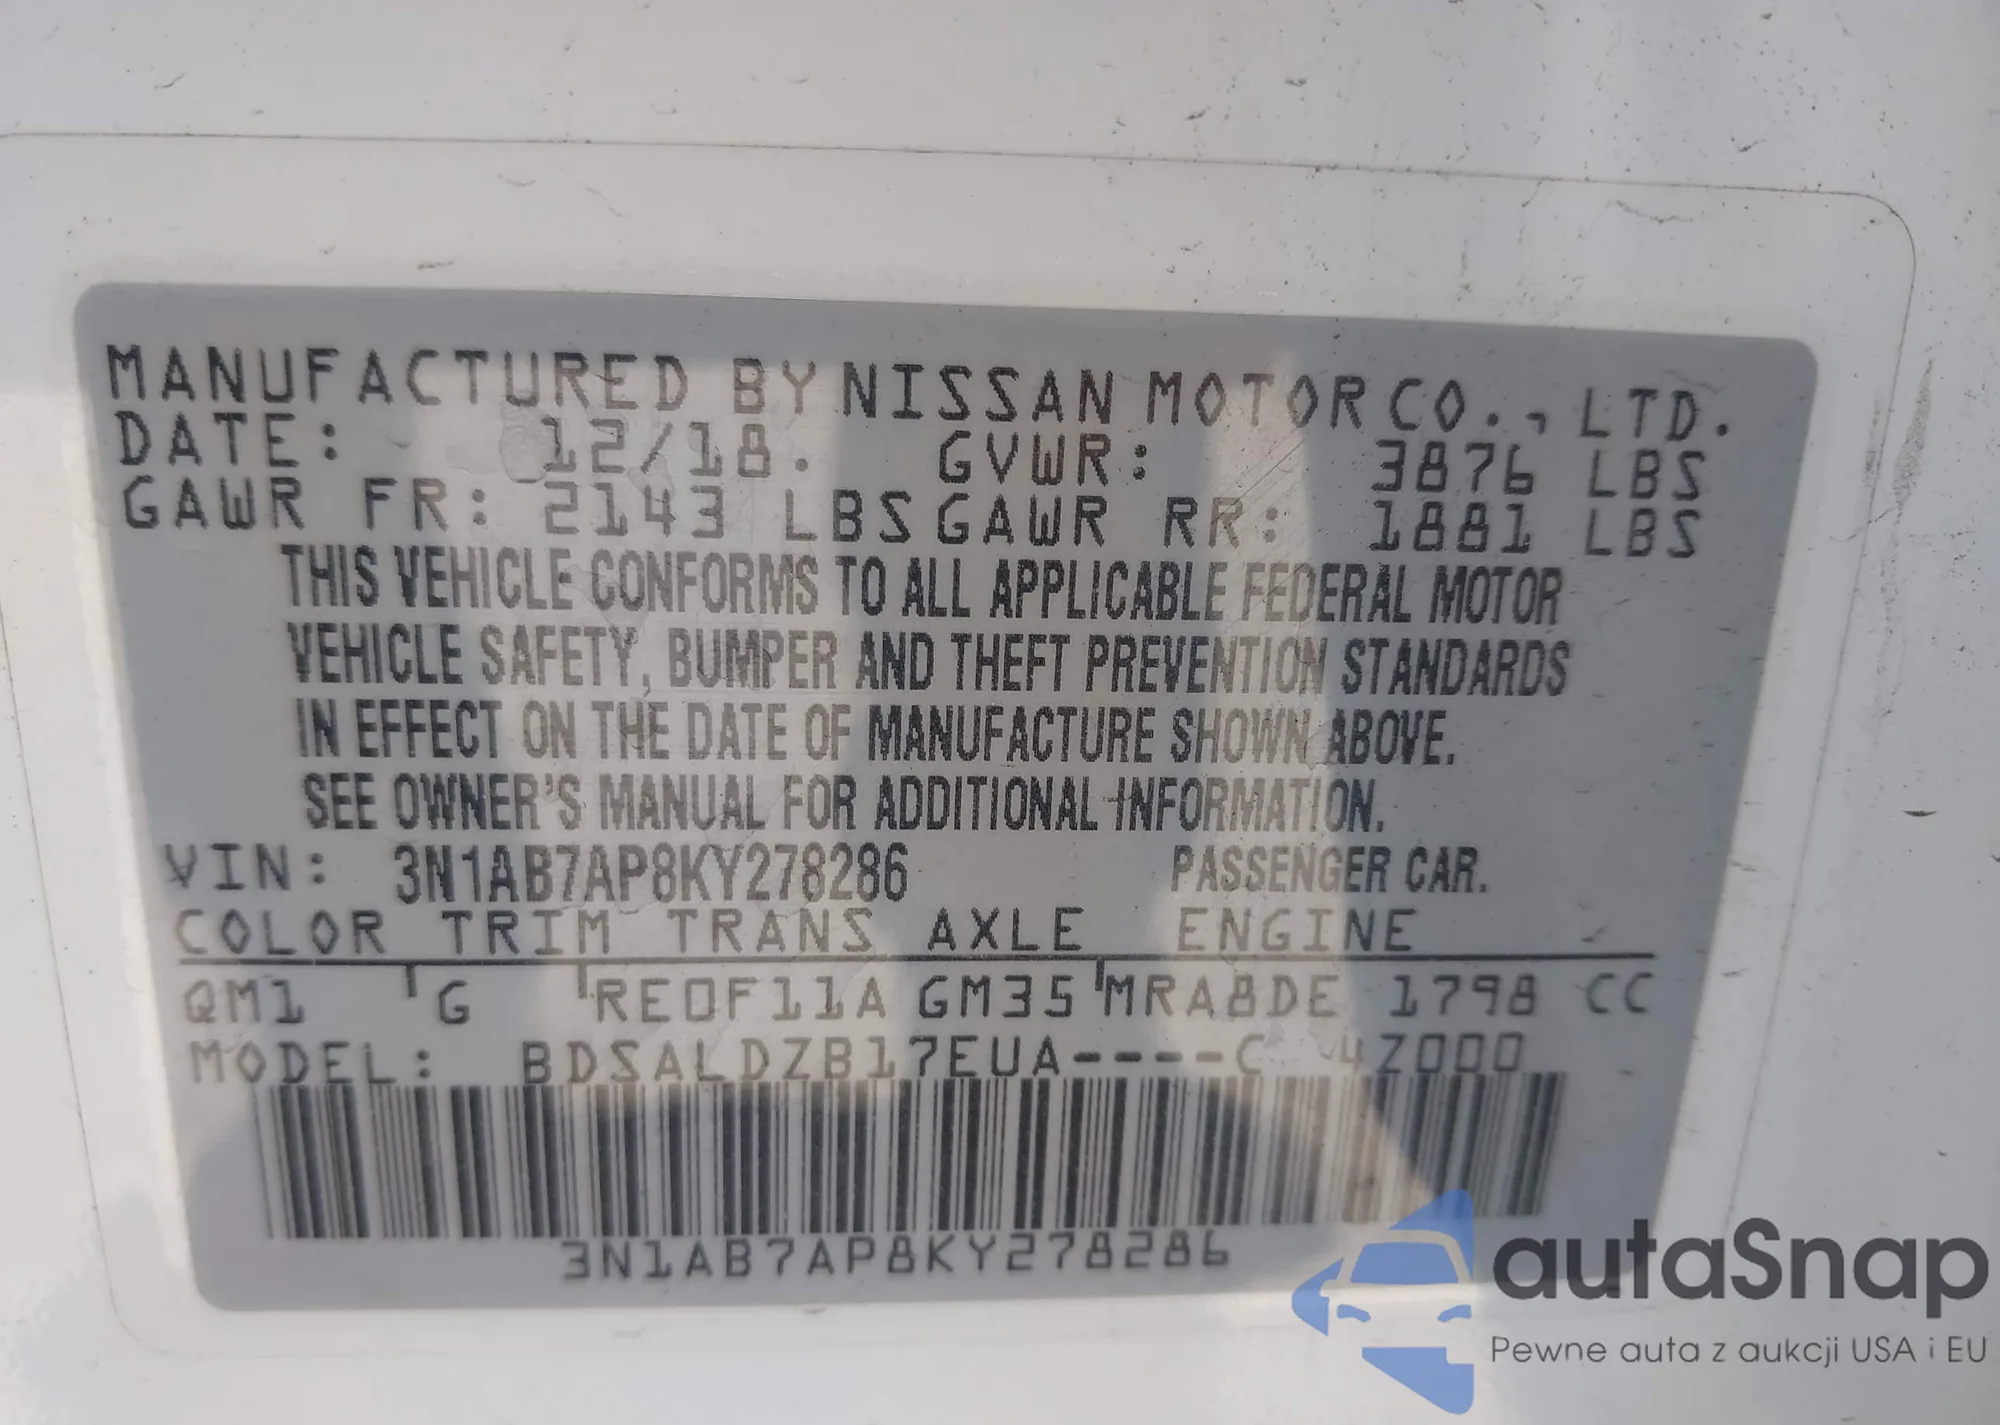 MANUFACTURED BY NISSAN MOTOR CO., LTD.
DATE: 12/18. GVWR: 3876 LBS
GAWR FR: 2143 LBS GAWR RR: 1881 LBS
THIS VEHICLE CONFORMS TO ALL APPLICABLE FEDERAL MOTOR
VEHICLE SAFETY, BUMPER AND THEFT PREVENTION STANDARDS
IN EFFECT ON THE DATE OF MANUFACTURE SHOWN ABOVE.
SEE OWNER'S MANUAL FOR ADDITIONAL INFORMATION.
VIN: 3N1AB7AP8KY278286 PASSENGER CAR.
COLOR TRIM TRANS AXLE ENGINE
QM1 G RE0F11A GM35 MRA8DE 1798 CC
MODEL: BDSALDZB17EUA----C 4Z000
3N1AB7AP8KY278286
autaSnap
Pewne auta z aukcji USA i EU